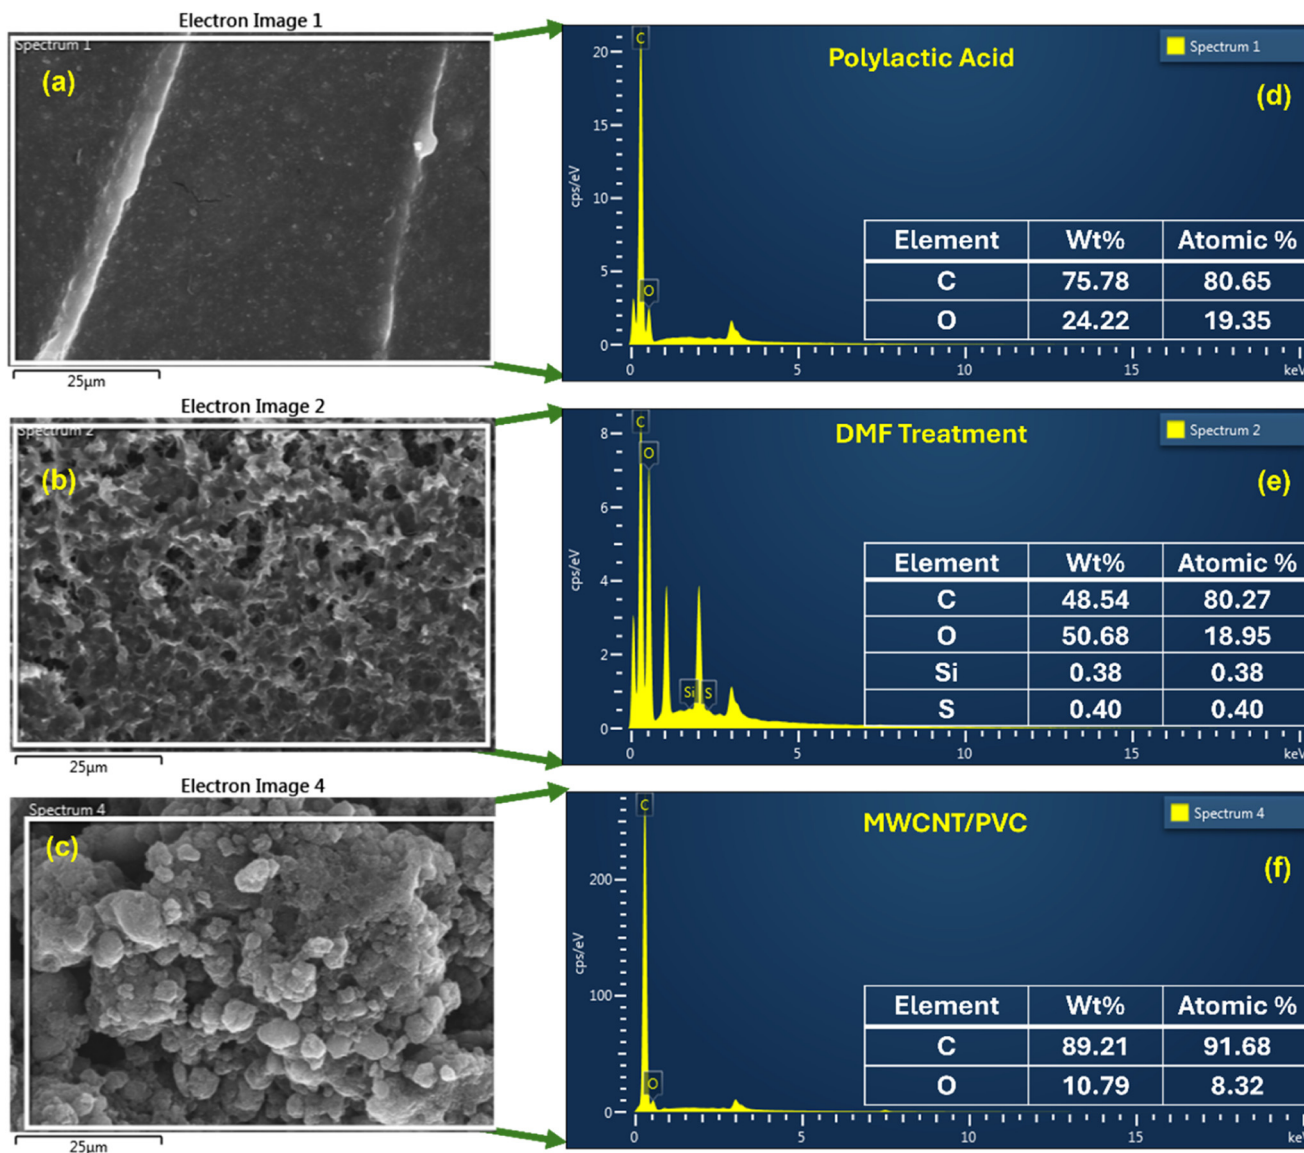 Electron Image 1
Spectrum 1
(a)
25μm
Polylactic Acid
Spectrum 1
(d)
cps/eV
20
15
10
5
0
C
O
Element Wt% Atomic %
C 75.78 80.65
O 24.22 19.35
0 5 10 15 keV
Electron Image 2
Spectrum 2
(b)
25μm
DMF Treatment
Spectrum 2
(e)
cps/eV
8
6
4
2
0
C
O
Si
S
Element Wt% Atomic %
C 48.54 80.27
O 50.68 18.95
Si 0.38 0.38
S 0.40 0.40
0 5 10 15 keV
Electron Image 4
Spectrum 4
(c)
25μm
MWCNT/PVC
Spectrum 4
(f)
cps/eV
200
100
0
C
O
Element Wt% Atomic %
C 89.21 91.68
O 10.79 8.32
0 5 10 15 keV